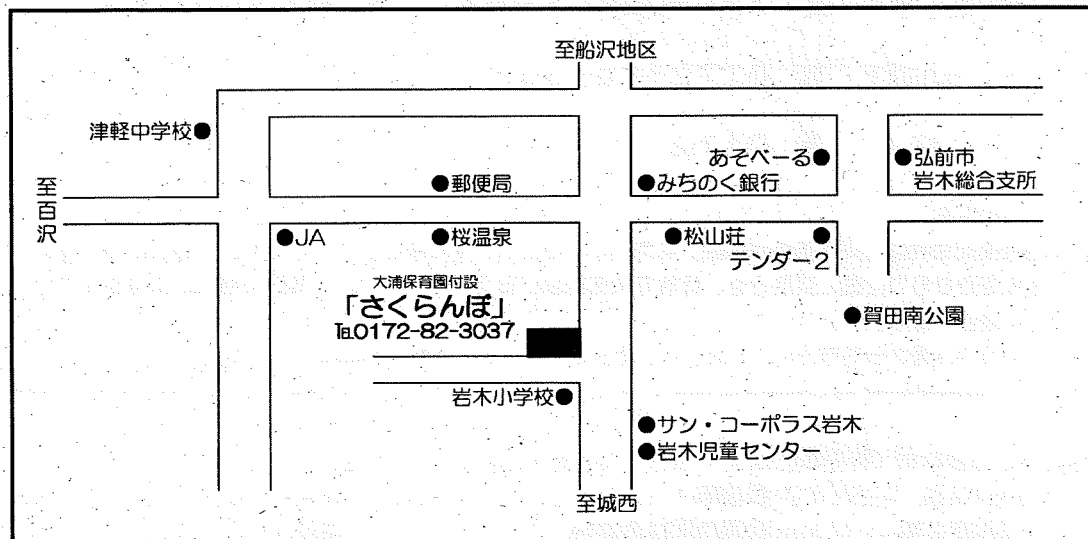 至船沢地区
津軽中学校●
あそべーる●
●弘前市
岩木総合支所
●郵便局
●みちのく銀行
至百沢
●JA
●桜温泉
●松山荘
●
テンダー2
大浦保育園付設
「さくらんぼ」
℡0172-82-3037
●賀田南公園
岩木小学校●
●サン・コーポラス岩木
●岩木児童センター
至城西